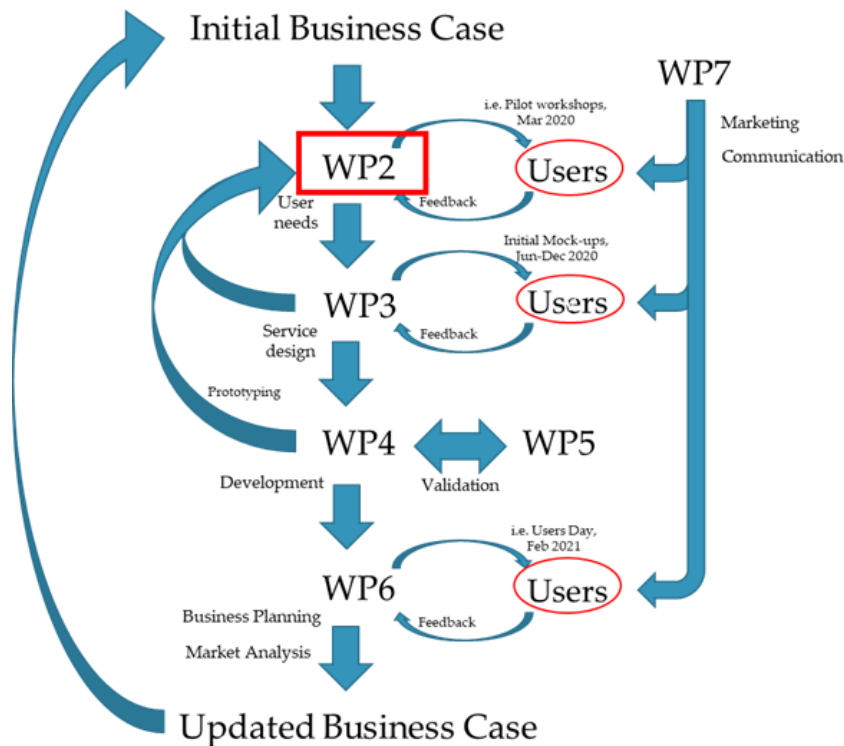 Initial Business Case
WP7
i.e. Pilot workshops,
Mar 2020
Marketing
Communication
WP2
Users
Feedback
User
needs
Initial Mock-ups,
Jun-Dec 2020
WP3
Users
Feedback
Service
design
Prototyping
WP4
WP5
Development
Validation
i.e. Users Day,
Feb 2021
WP6
Users
Feedback
Business Planning
Market Analysis
Updated Business Case